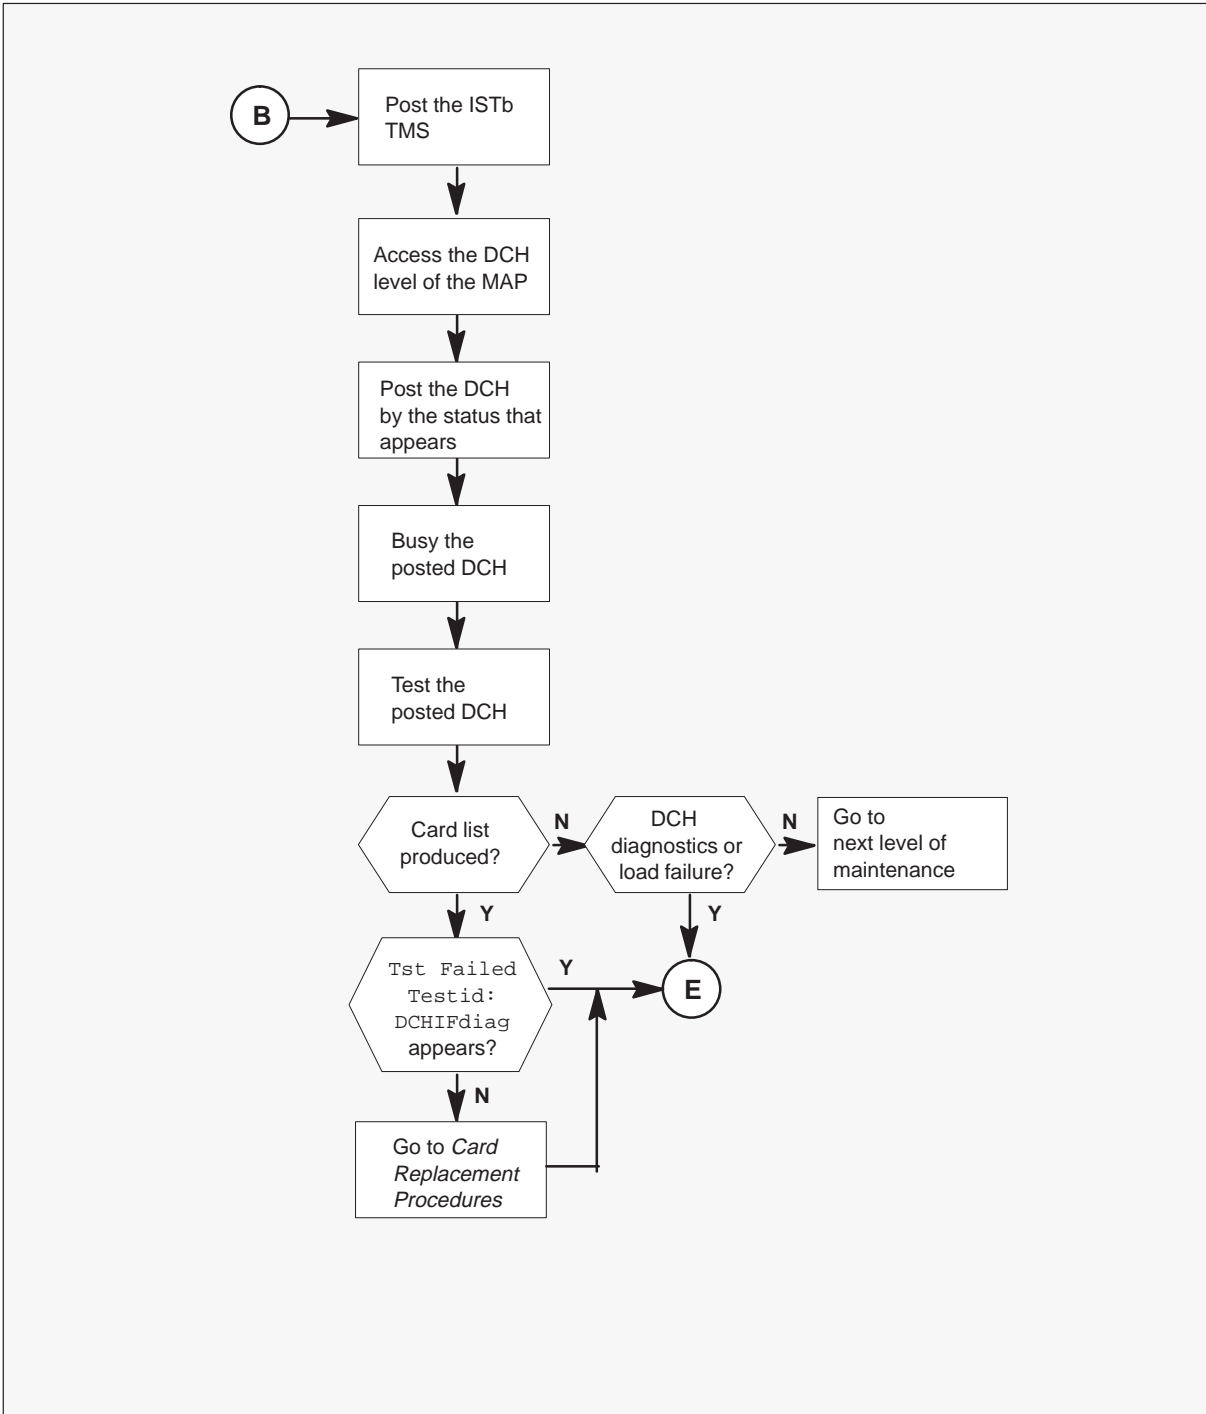 B
Post the ISTb
TMS
Access the DCH
level of the MAP
Post the DCH
by the status that
appears
Busy the
posted DCH
Test the
posted DCH
Card list
produced?
N
DCH
diagnostics or
load failure?
N
Go to
next level of
maintenance
Y
Y
Tst Failed
Testid:
DCHIFdiag
appears?
Y
E
N
Go to Card
Replacement
Procedures